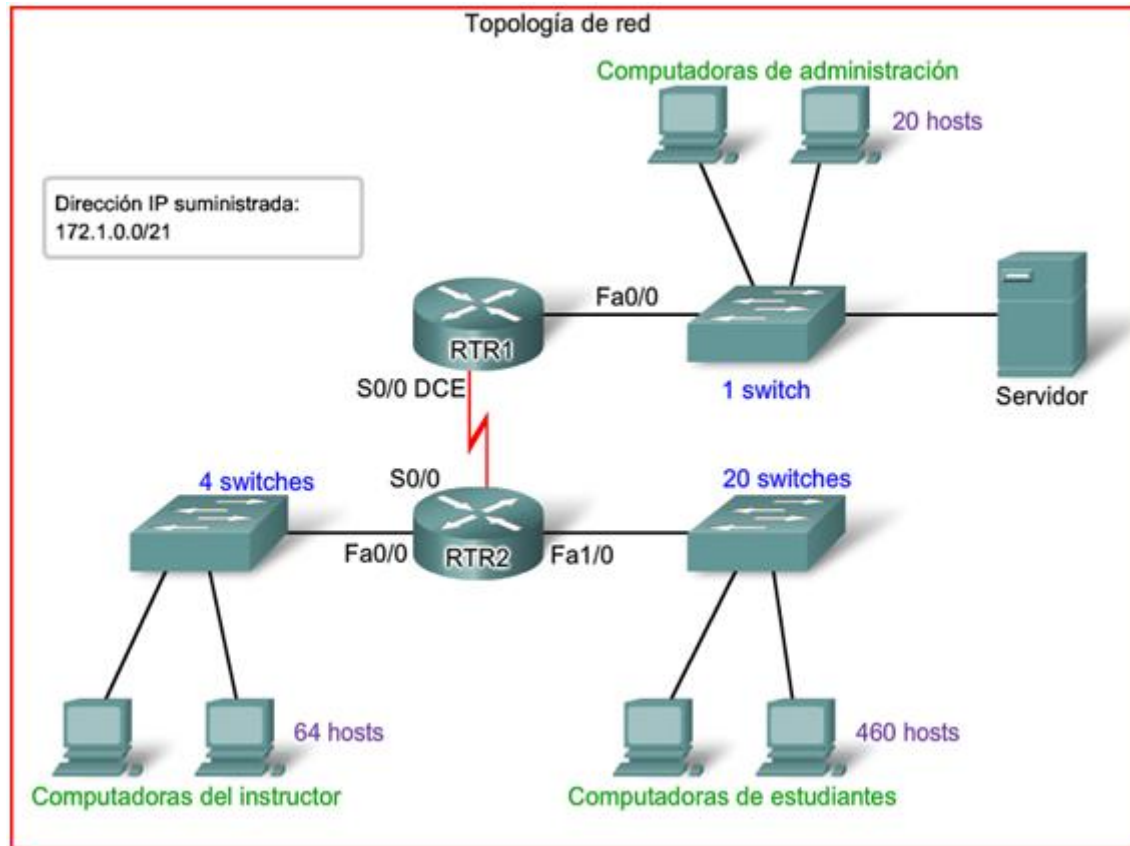 Topología de red
Computadoras de administración
20 hosts
Dirección IP suministrada:
172.1.0.0/21
Fa0/0
RTR1
S0/0 DCE
1 switch
Servidor
4 switches
S0/0
20 switches
Fa0/0
RTR2
Fa1/0
64 hosts
460 hosts
Computadoras del instructor
Computadoras de estudiantes